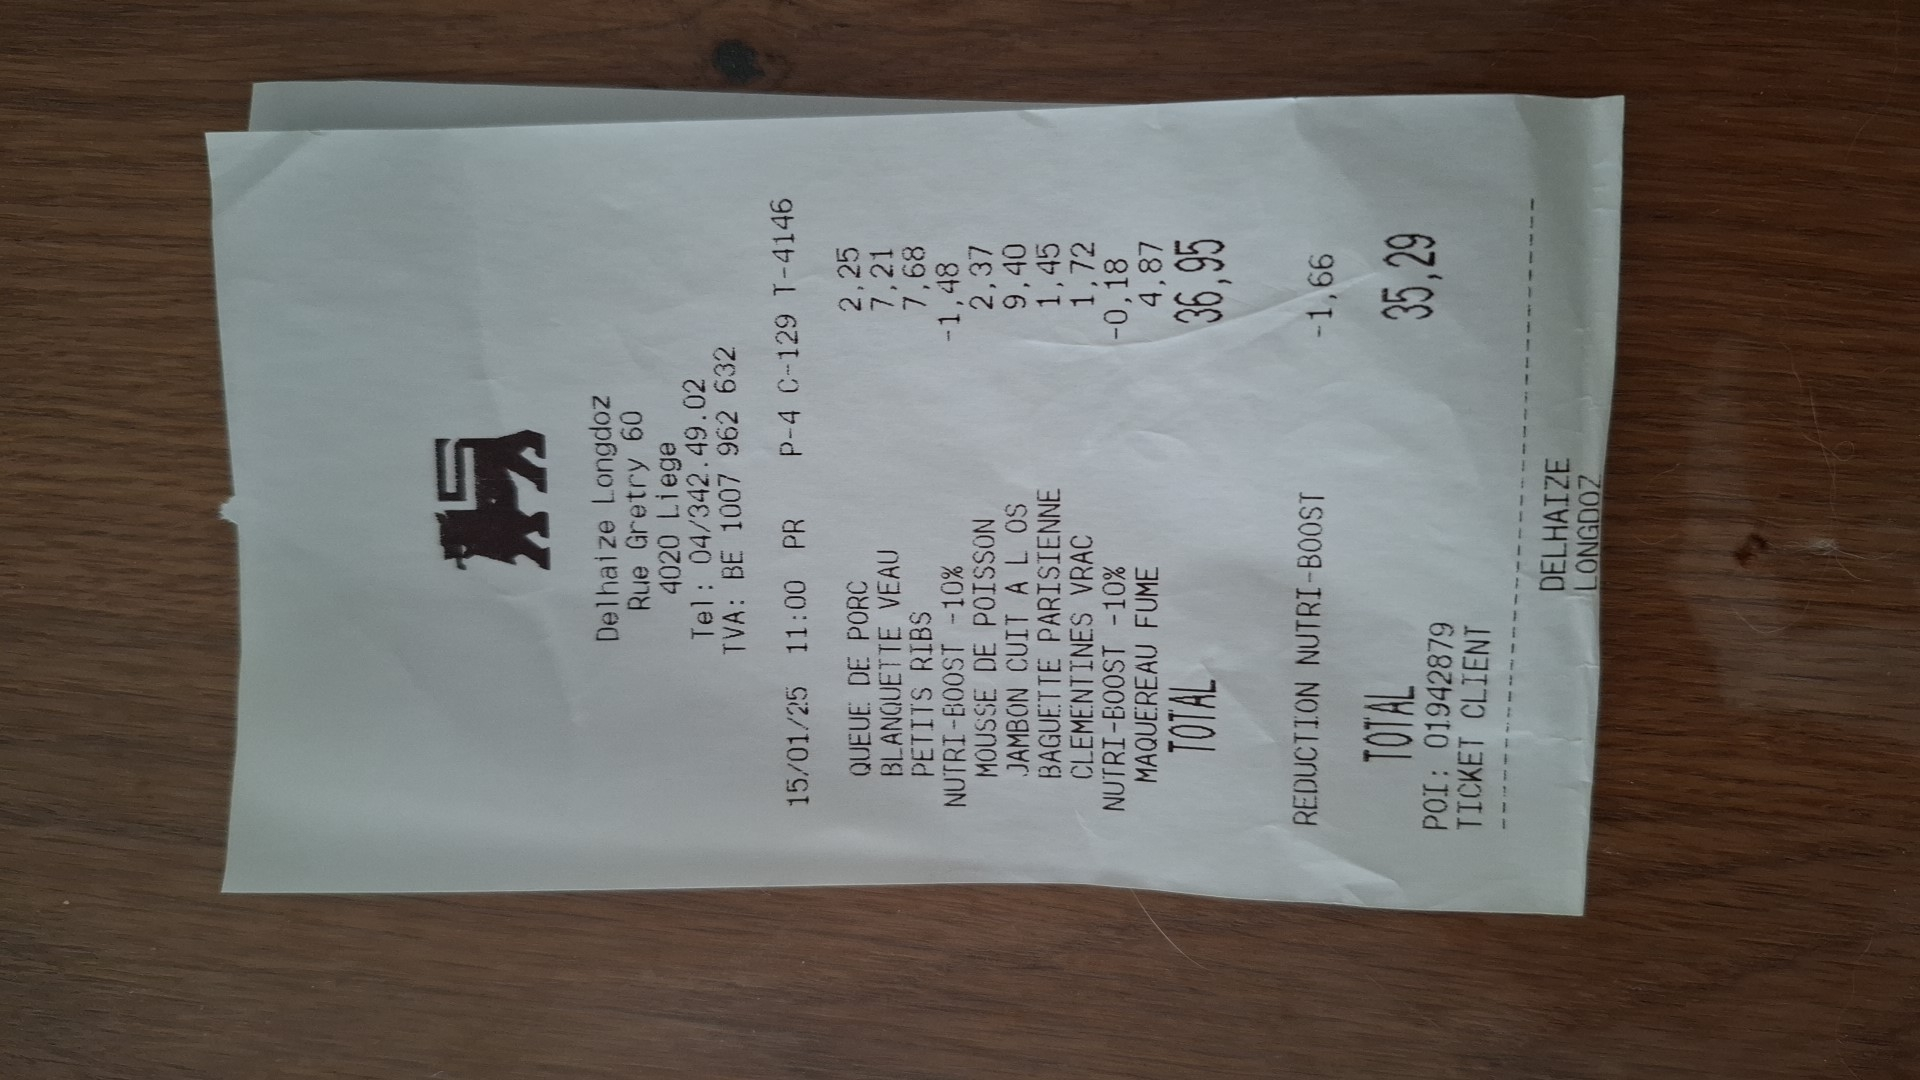 Delhaize Longdoz
Rue Gretry 60
4020 Liege
Tel: 04/342.49.02
TVA: BE 1007 962 632
15/01/25 11:00 PR P-4 C-129 T-4146
QUEUE DE PORC 2,25
BLANQUETTE VEAU 7,21
PETITS RIBS 7,68
NUTRI-BOOST -10% -1,48
MOUSSE DE POISSON 2,37
JAMBON CUIT A L OS 9,40
BAGUETTE PARISIENNE 1,45
CLEMENTINES VRAC 1,72
NUTRI-BOOST -10% -0,18
MAQUEREAU FUME 4,87
TOTAL 36,95
REDUCTION NUTRI-BOOST -1,66
TOTAL 35,29
POI: 01942879
TICKET CLIENT
--------------------------------
DELHAIZE
LONGDOZ